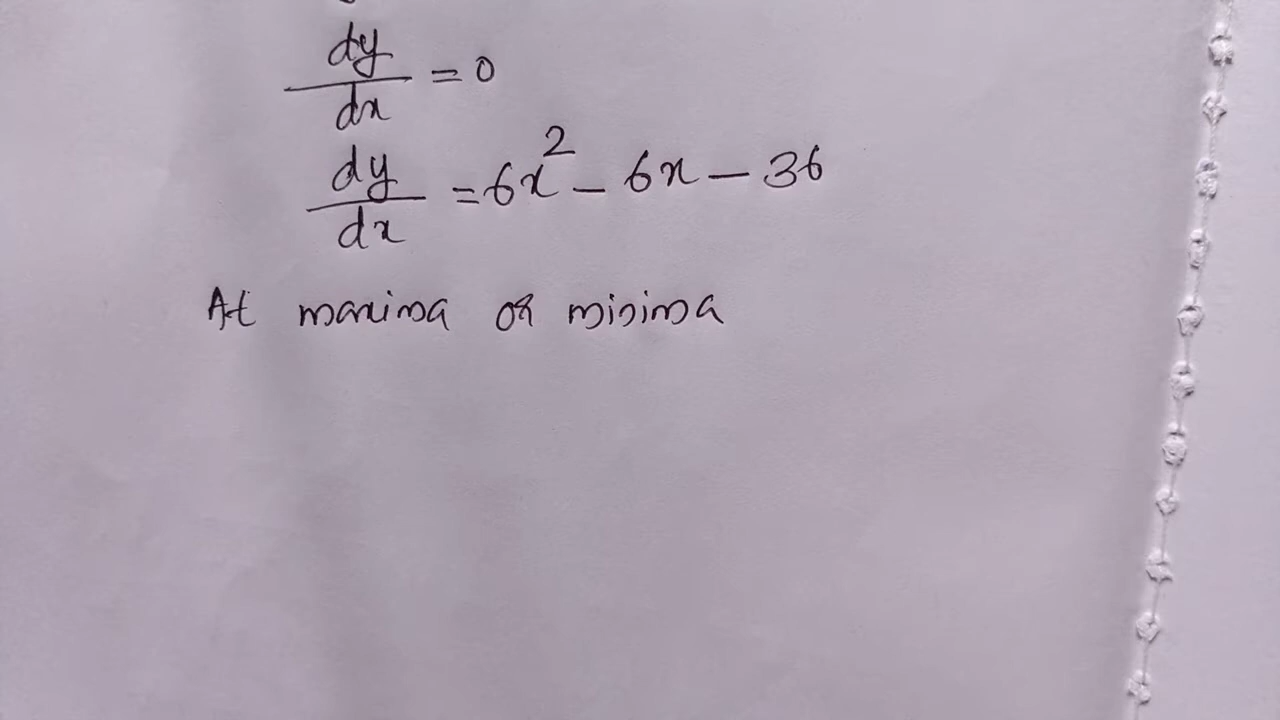 dy/dx = 0
dy/dx = 6x² - 6x - 36
At maxima or minima